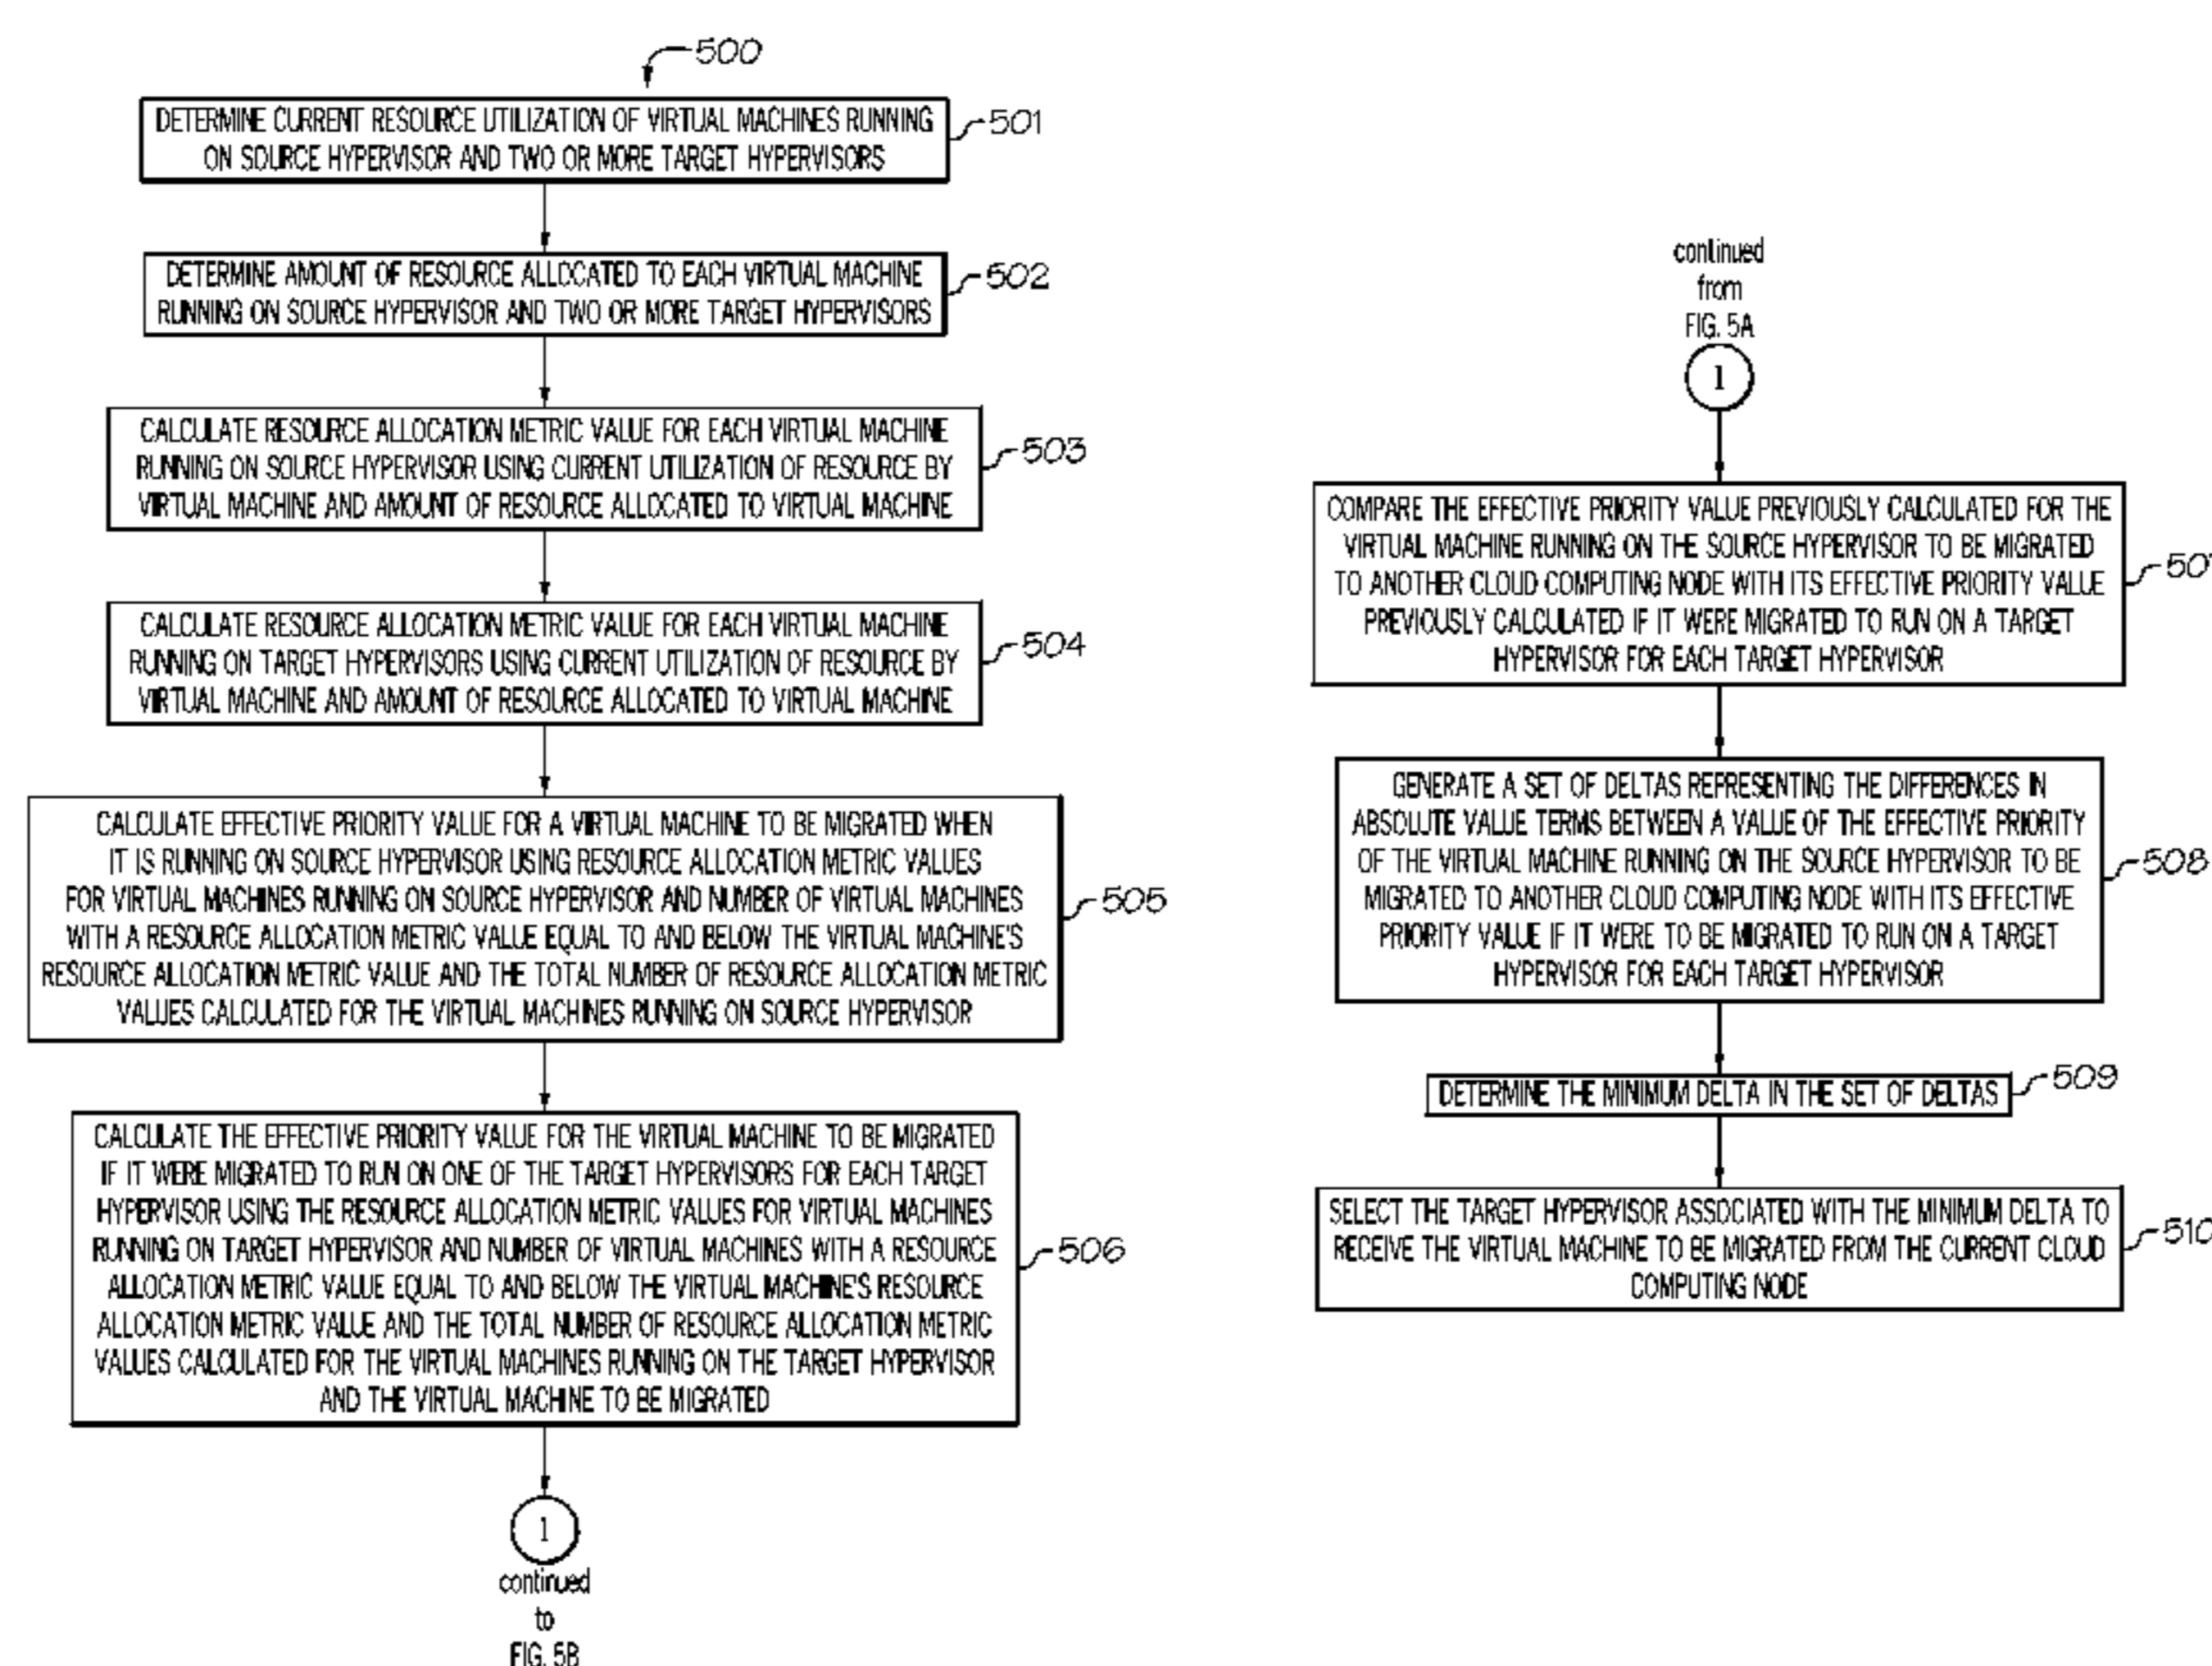 500
DETERMINE CURRENT RESOURCE UTILIZATION OF VIRTUAL MACHINES RUNNING
ON SOURCE HYPERVISOR AND TWO OR MORE TARGET HYPERVISORS
501
DETERMINE AMOUNT OF RESOURCE ALLOCATED TO EACH VIRTUAL MACHINE
RUNNING ON SOURCE HYPERVISOR AND TWO OR MORE TARGET HYPERVISORS
502
CALCULATE RESOURCE ALLOCATION METRIC VALUE FOR EACH VIRTUAL MACHINE
RUNNING ON SOURCE HYPERVISOR USING CURRENT UTILIZATION OF RESOURCE BY
VIRTUAL MACHINE AND AMOUNT OF RESOURCE ALLOCATED TO VIRTUAL MACHINE
503
CALCULATE RESOURCE ALLOCATION METRIC VALUE FOR EACH VIRTUAL MACHINE
RUNNING ON TARGET HYPERVISORS USING CURRENT UTILIZATION OF RESOURCE BY
VIRTUAL MACHINE AND AMOUNT OF RESOURCE ALLOCATED TO VIRTUAL MACHINE
504
CALCULATE EFFECTIVE PRIORITY VALUE FOR A VIRTUAL MACHINE TO BE MIGRATED WHEN
IT IS RUNNING ON SOURCE HYPERVISOR USING RESOURCE ALLOCATION METRIC VALUES
FOR VIRTUAL MACHINES RUNNING ON SOURCE HYPERVISOR AND NUMBER OF VIRTUAL MACHINES
WITH A RESOURCE ALLOCATION METRIC VALUE EQUAL TO AND BELOW THE VIRTUAL MACHINE'S
RESOURCE ALLOCATION METRIC VALUE AND THE TOTAL NUMBER OF RESOURCE ALLOCATION METRIC
VALUES CALCULATED FOR THE VIRTUAL MACHINES RUNNING ON SOURCE HYPERVISOR
505
CALCULATE THE EFFECTIVE PRIORITY VALUE FOR THE VIRTUAL MACHINE TO BE MIGRATED
IF IT WERE MIGRATED TO RUN ON ONE OF THE TARGET HYPERVISORS FOR EACH TARGET
HYPERVISOR USING THE RESOURCE ALLOCATION METRIC VALUES FOR VIRTUAL MACHINES
RUNNING ON TARGET HYPERVISOR AND NUMBER OF VIRTUAL MACHINES WITH A RESOURCE
ALLOCATION METRIC VALUE EQUAL TO AND BELOW THE VIRTUAL MACHINE'S RESOURCE
ALLOCATION METRIC VALUE AND THE TOTAL NUMBER OF RESOURCE ALLOCATION METRIC
VALUES CALCULATED FOR THE VIRTUAL MACHINES RUNNING ON THE TARGET HYPERVISOR
AND THE VIRTUAL MACHINE TO BE MIGRATED
506
1
continued
to
FIG. 5B
continued
from
FIG. 5A
1
COMPARE THE EFFECTIVE PRIORITY VALUE PREVIOUSLY CALCULATED FOR THE
VIRTUAL MACHINE RUNNING ON THE SOURCE HYPERVISOR TO BE MIGRATED
TO ANOTHER CLOUD COMPUTING NODE WITH ITS EFFECTIVE PRIORITY VALUE
PREVIOUSLY CALCULATED IF IT WERE MIGRATED TO RUN ON A TARGET
HYPERVISOR FOR EACH TARGET HYPERVISOR
GENERATE A SET OF DELTAS REPRESENTING THE DIFFERENCES IN
ABSOLUTE VALUE TERMS BETWEEN A VALUE OF THE EFFECTIVE PRIORITY
OF THE VIRTUAL MACHINE RUNNING ON THE SOURCE HYPERVISOR TO BE
MIGRATED TO ANOTHER CLOUD COMPUTING NODE WITH ITS EFFECTIVE
PRIORITY VALUE IF IT WERE TO BE MIGRATED TO RUN ON A TARGET
HYPERVISOR FOR EACH TARGET HYPERVISOR
508
DETERMINE THE MINIMUM DELTA IN THE SET OF DELTAS
509
SELECT THE TARGET HYPERVISOR ASSOCIATED WITH THE MINIMUM DELTA TO
RECEIVE THE VIRTUAL MACHINE TO BE MIGRATED FROM THE CURRENT CLOUD
COMPUTING NODE
510